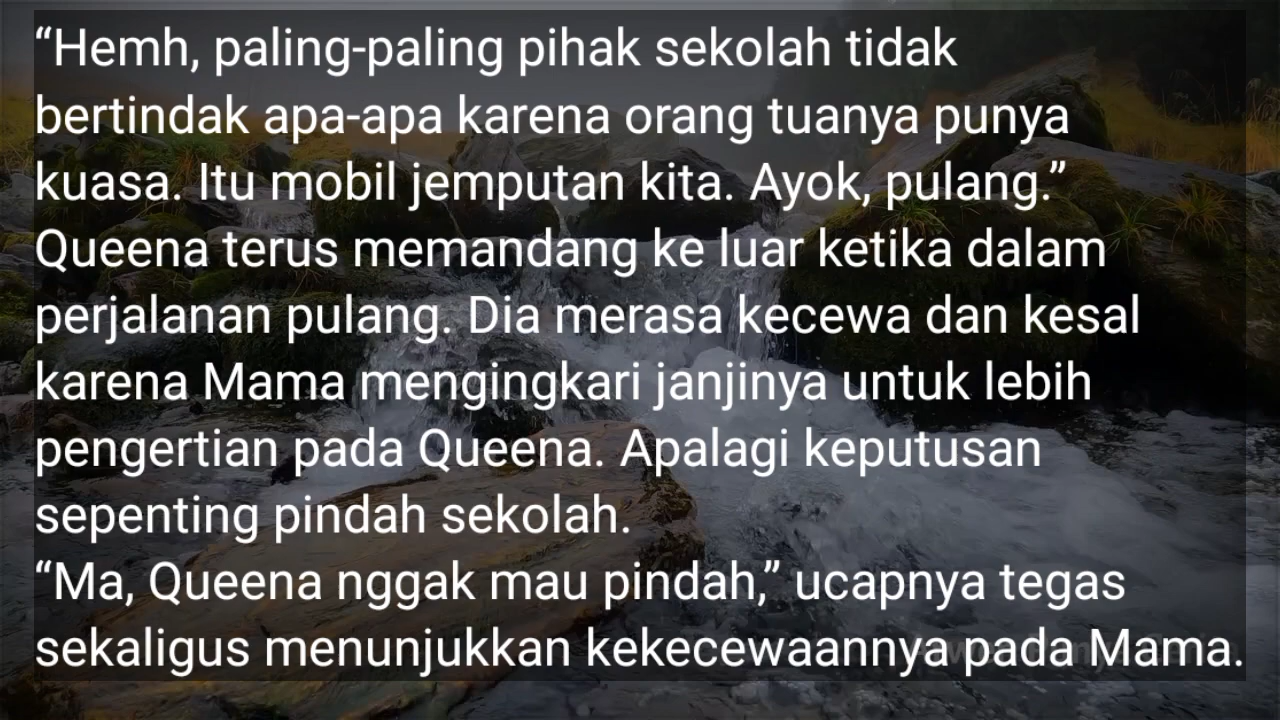 “Hemh, paling-paling pihak sekolah tidak
bertindak apa-apa karena orang tuanya punya
kuasa. Itu mobil jemputan kita. Ayok, pulang.”
Queena terus memandang ke luar ketika dalam
perjalanan pulang. Dia merasa kecewa dan kesal
karena Mama mengingkari janjinya untuk lebih
pengertian pada Queena. Apalagi keputusan
sepenting pindah sekolah.
“Ma, Queena nggak mau pindah,” ucapnya tegas
sekaligus menunjukkan kekecewaannya pada Mama.